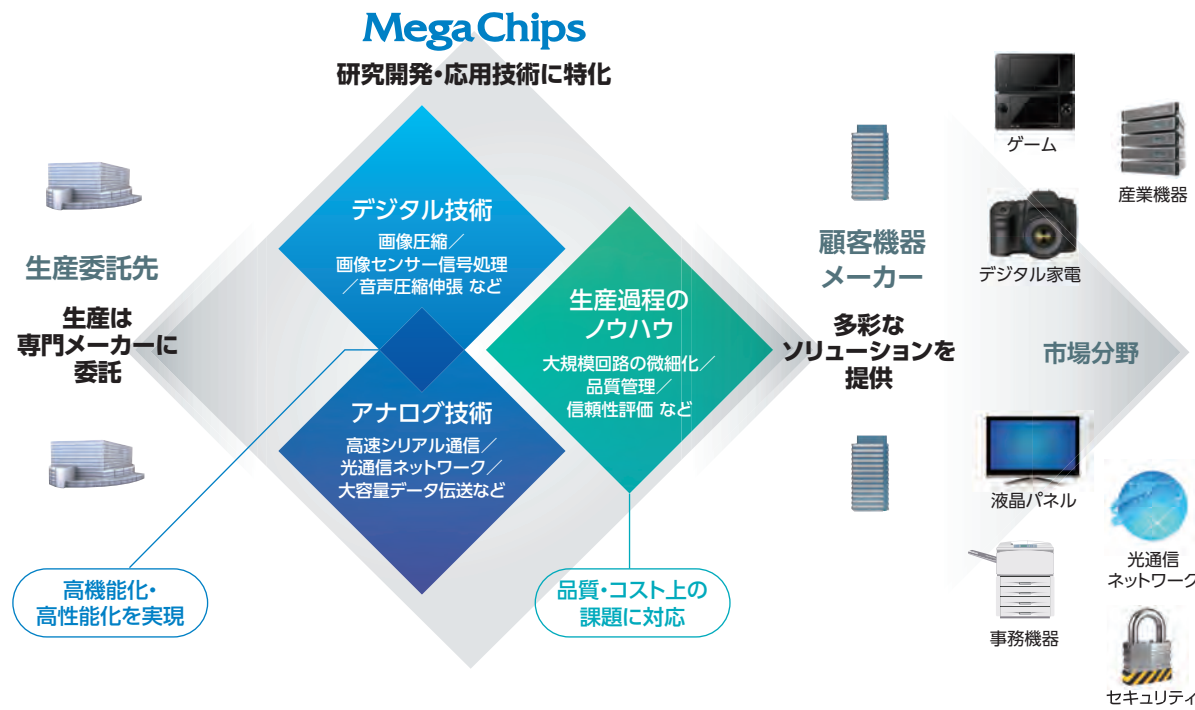 MegaChips
研究開発・応用技術に特化
生産委託先
生産は
専門メーカーに
委託
デジタル技術
画像圧縮／
画像センサー信号処理
／音声圧縮伸張 など
アナログ技術
高速シリアル通信／
光通信ネットワーク／
大容量データ伝送など
生産過程の
ノウハウ
大規模回路の微細化／
品質管理／
信頼性評価 など
高機能化・
高性能化を実現
品質・コスト上の
課題に対応
顧客機器
メーカー
多彩な
ソリューションを
提供
市場分野
ゲーム
産業機器
デジタル家電
液晶パネル
光通信
ネットワーク
事務機器
セキュリティ